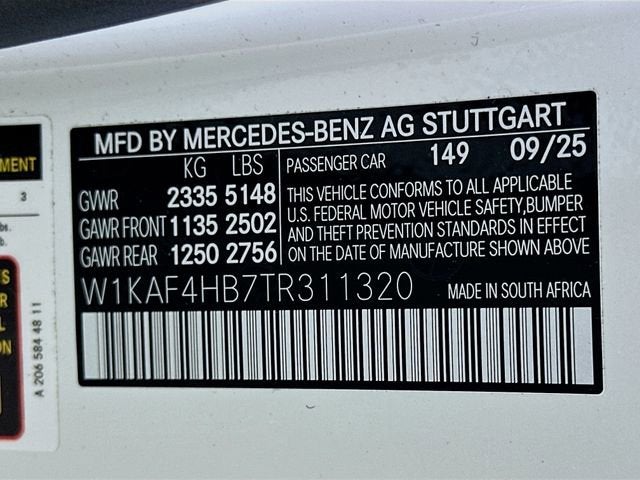 MFD BY MERCEDES-BENZ AG STUTTGART
KG LBS
GVWR 2335 5148
GAWR FRONT 1135 2502
GAWR REAR 1250 2756
PASSENGER CAR 149 09/25
THIS VEHICLE CONFORMS TO ALL APPLICABLE
U.S. FEDERAL MOTOR VEHICLE SAFETY,BUMPER
AND THEFT PREVENTION STANDARDS IN EFFECT
ON THE DATE OF MANUFACTURE SHOWN ABOVE
W1KAF4HB7TR311320 MADE IN SOUTH AFRICA
MENT
3
A 206 584 48 11